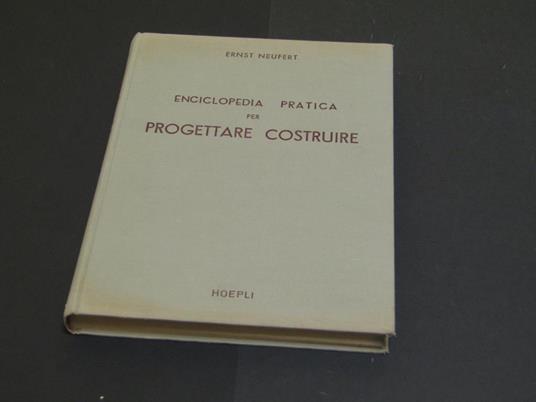 ERNST NEUFERT
ENCICLOPEDIA PRATICA
PER
PROGETTARE COSTRUIRE
HOEPLI